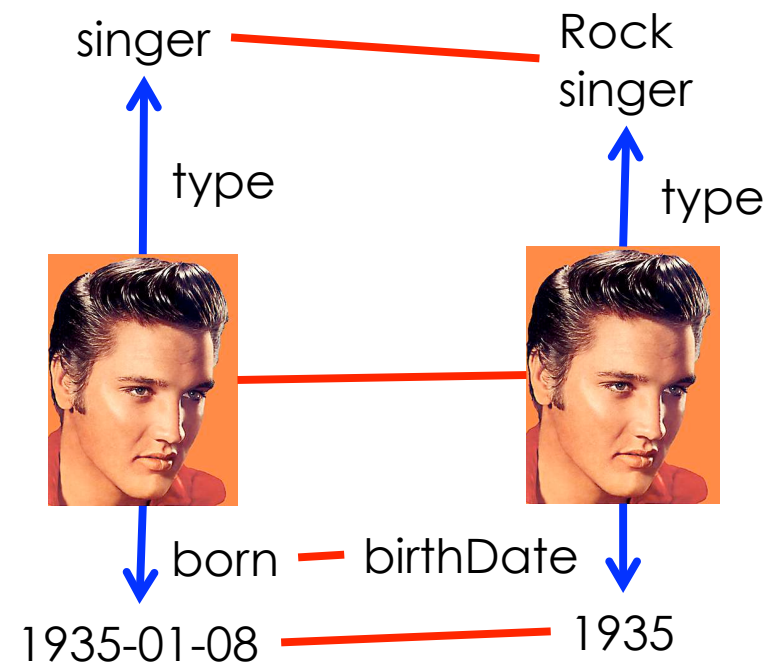 singer
Rock
singer
type
type
born
birthDate
1935-01-08
1935